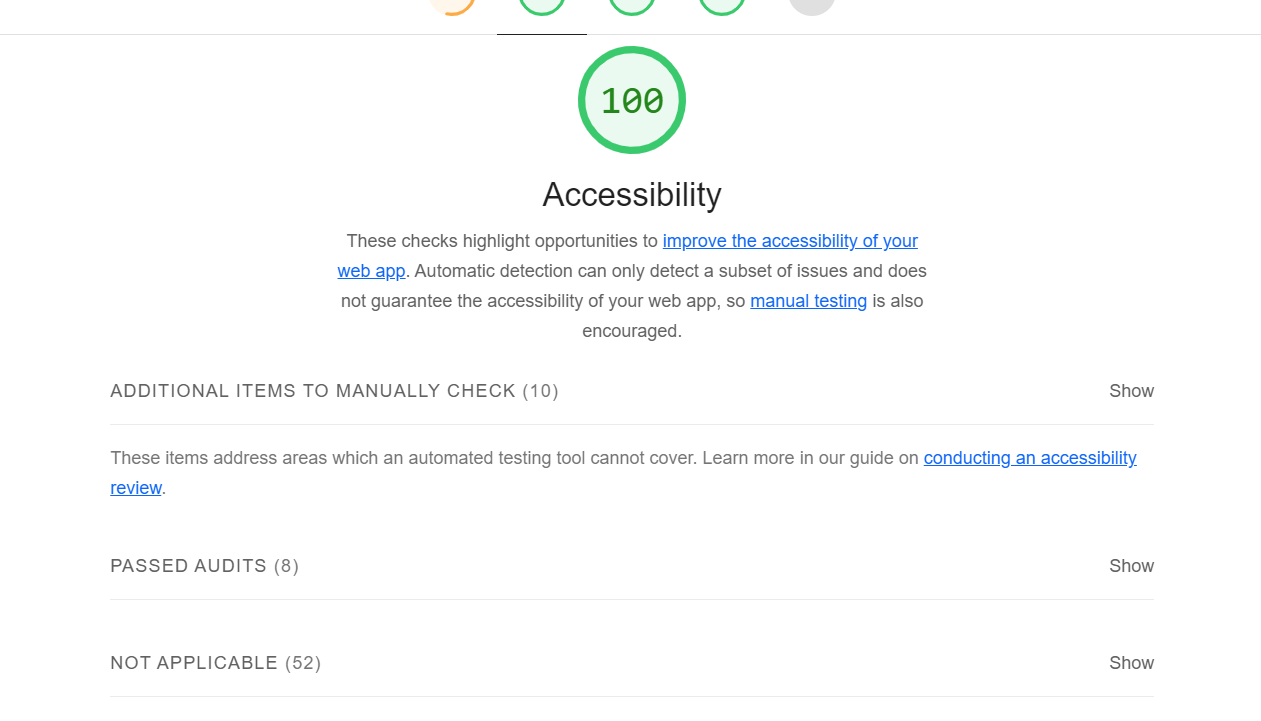 100
Accessibility
These checks highlight opportunities to improve the accessibility of your
web app. Automatic detection can only detect a subset of issues and does
not guarantee the accessibility of your web app, so manual testing is also
encouraged.
ADDITIONAL ITEMS TO MANUALLY CHECK (10) Show
These items address areas which an automated testing tool cannot cover. Learn more in our guide on conducting an accessibility
review.
PASSED AUDITS (8) Show
NOT APPLICABLE (52) Show